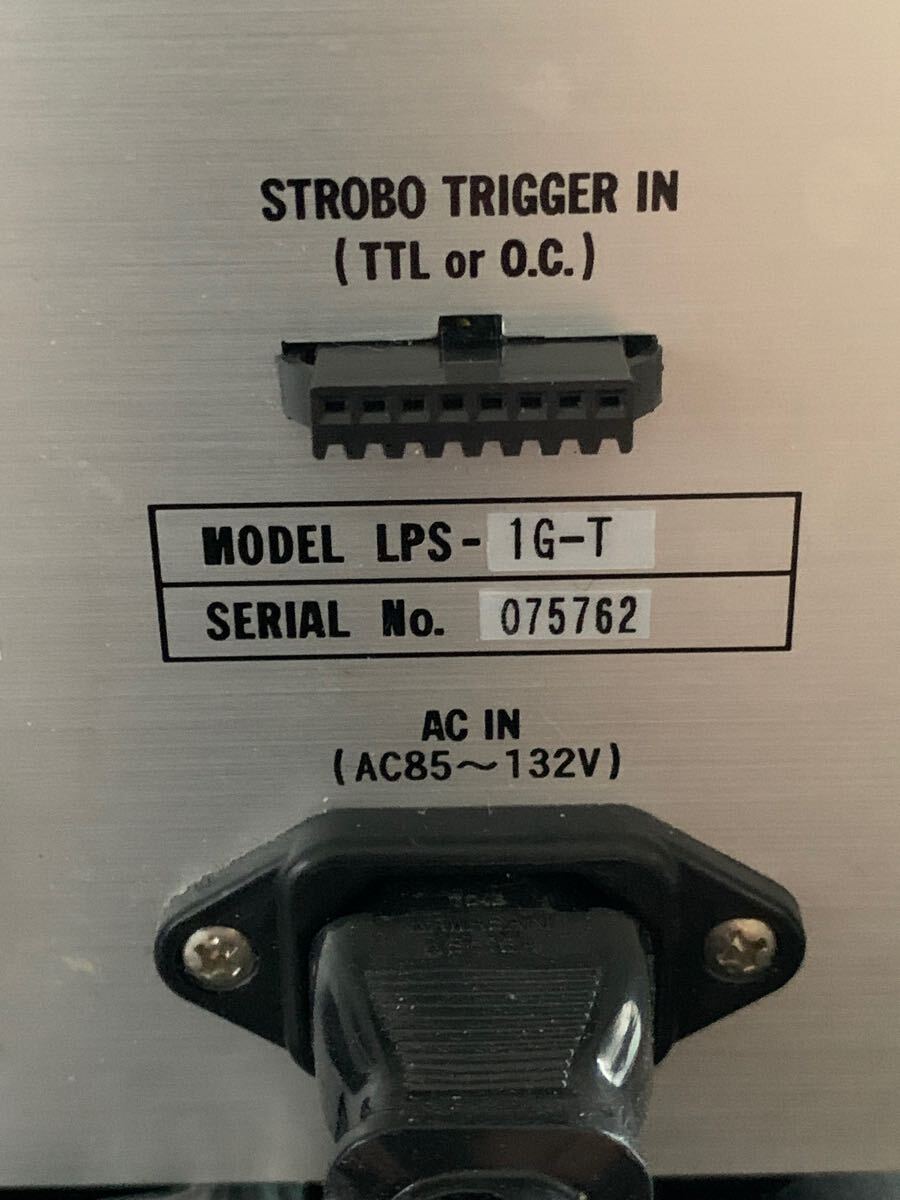 STROBO TRIGGER IN
(TTL or O.C.)
MODEL LPS-1G-T
SERIAL No. 075762
AC IN
(AC85～132V)